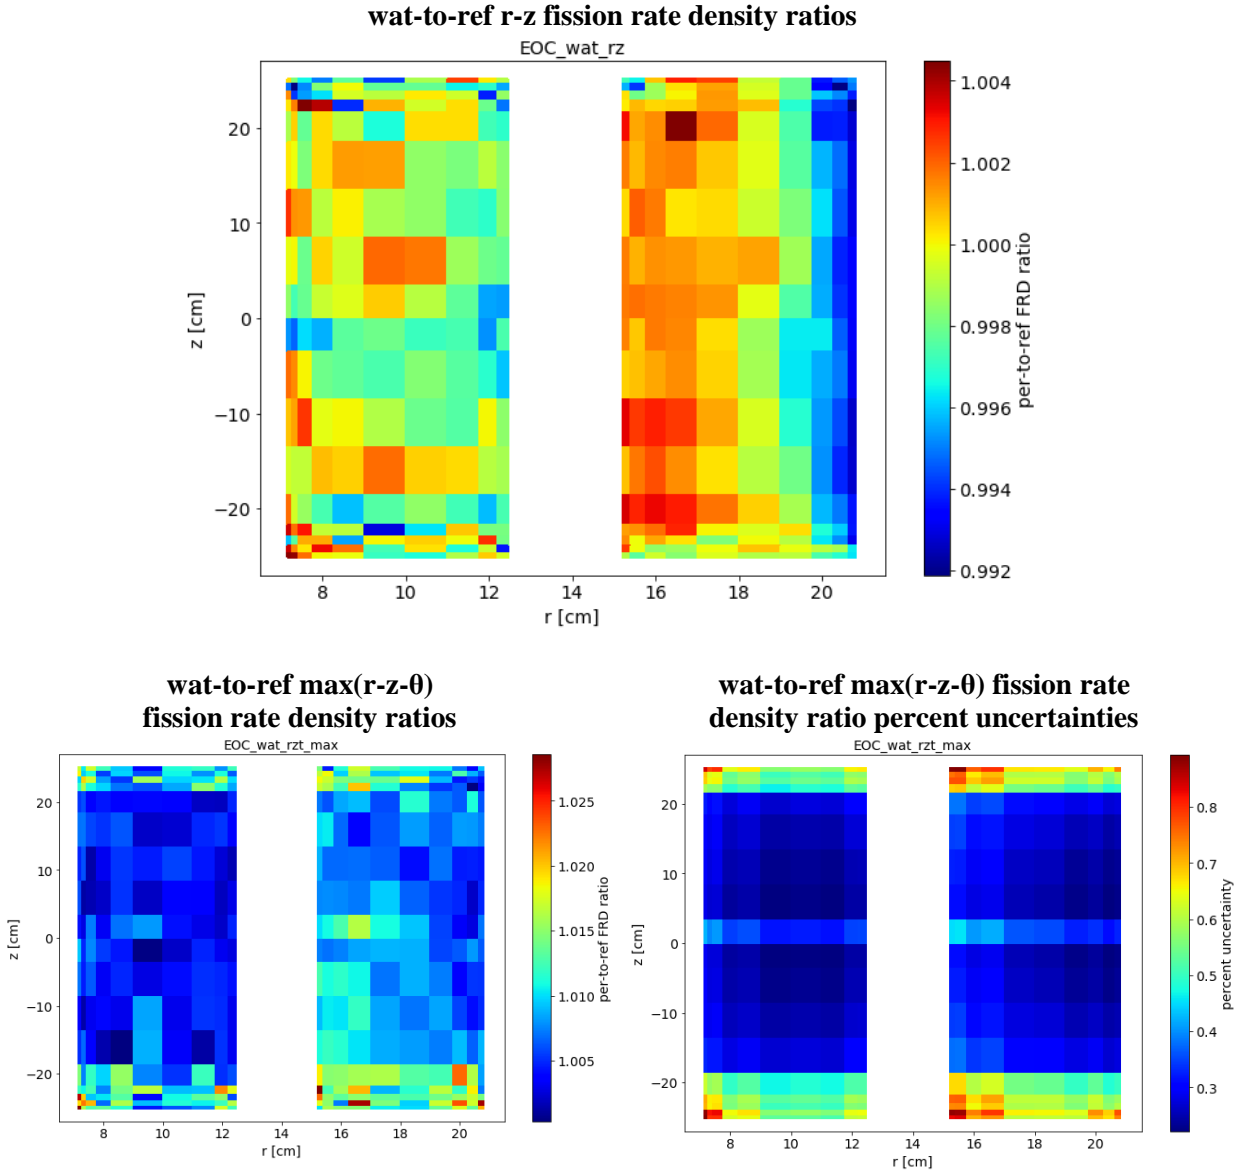 wat-to-ref r-z fission rate density ratios
EOC_wat_rz
20
10
0
−10
−20
z [cm]
8 10 12 14 16 18 20
r [cm]
1.004
1.002
1.000
0.998
0.996
0.994
0.992
per-to-ref FRD ratio
wat-to-ref max(r-z-θ)
fission rate density ratios
EOC_wat_rzt_max
20
10
0
−10
−20
z [cm]
8 10 12 14 16 18 20
r [cm]
1.025
1.020
1.015
1.010
1.005
per-to-ref FRD ratio
wat-to-ref max(r-z-θ) fission rate
density ratio percent uncertainties
EOC_wat_rzt_max
20
10
0
−10
−20
z [cm]
8 10 12 14 16 18 20
r [cm]
0.8
0.7
0.6
0.5
0.4
0.3
percent uncertainty